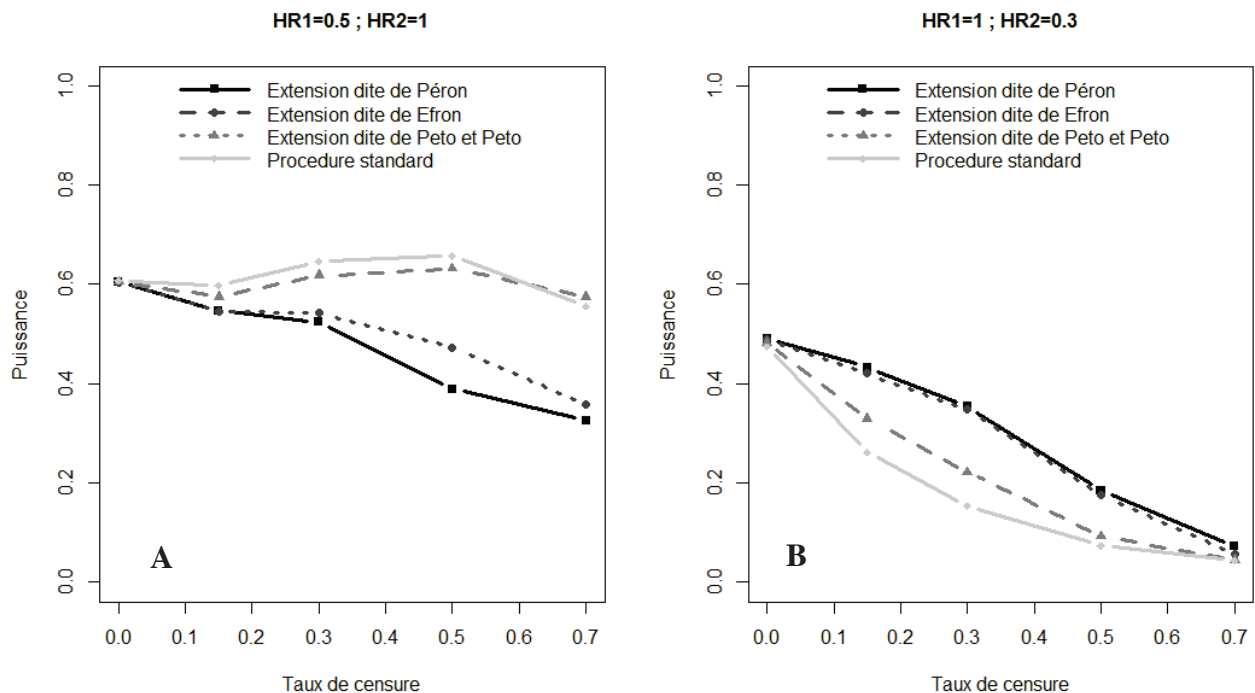 HR1=0.5 ; HR2=1
Extension dite de Péron
Extension dite de Efron
Extension dite de Peto et Peto
Procedure standard
Puissance
1.0
0.8
0.6
0.4
0.2
0.0
A
0.0 0.1 0.2 0.3 0.4 0.5 0.6 0.7
Taux de censure
HR1=1 ; HR2=0.3
Extension dite de Péron
Extension dite de Efron
Extension dite de Peto et Peto
Procedure standard
Puissance
1.0
0.8
0.6
0.4
0.2
0.0
B
0.0 0.1 0.2 0.3 0.4 0.5 0.6 0.7
Taux de censure